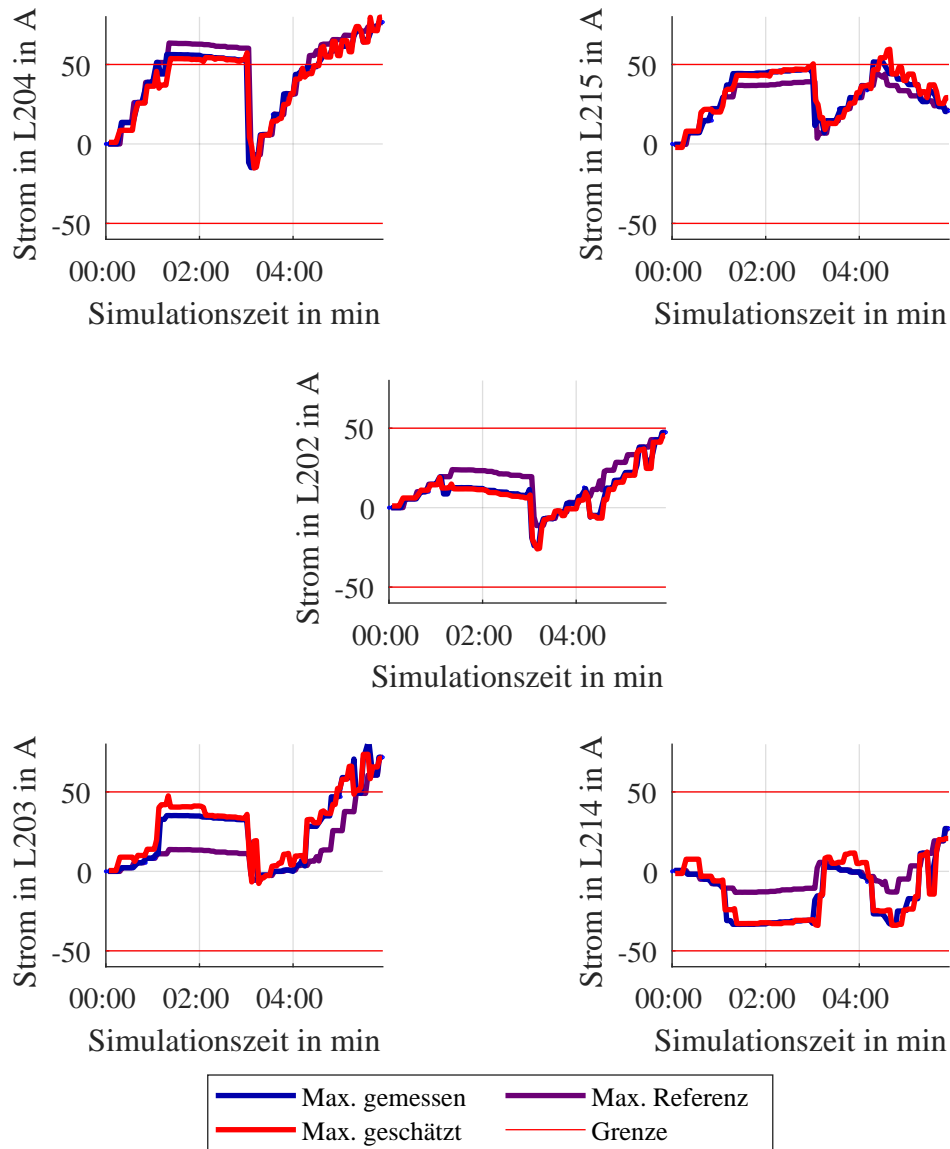 Strom in L204 in A
50
0
-50
00:00 02:00 04:00
Simulationszeit in min
Strom in L215 in A
50
0
-50
00:00 02:00 04:00
Simulationszeit in min
Strom in L202 in A
50
0
-50
00:00 02:00 04:00
Simulationszeit in min
Strom in L203 in A
50
0
-50
00:00 02:00 04:00
Simulationszeit in min
Strom in L214 in A
50
0
-50
00:00 02:00 04:00
Simulationszeit in min
Max. gemessen
Max. geschätzt
Max. Referenz
Grenze